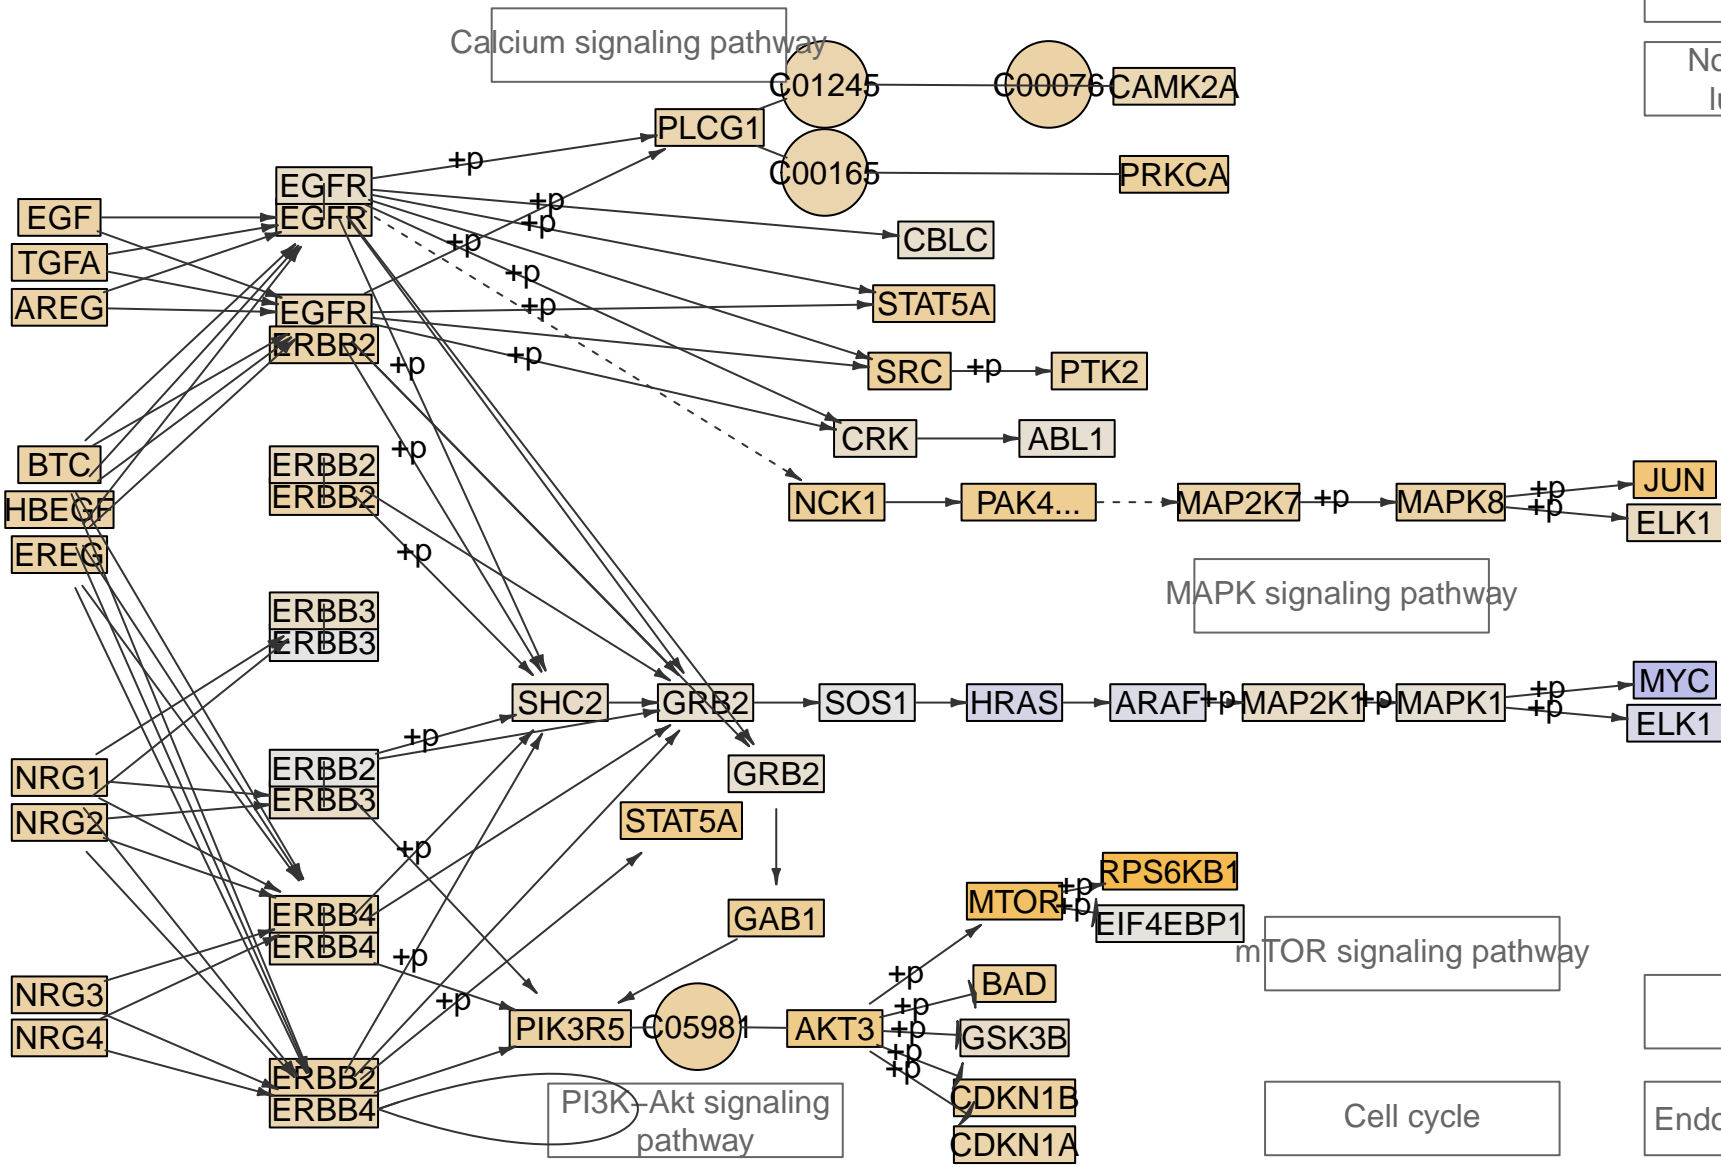 Calcium signaling pathway
No
lu
C01245
C00076
CAMK2A
PLCG1
+p
C00165
PRKCA
EGFR
EGFR
EGF
+p
+p
TGFA
+p
CBLC
+p
AREG
EGFR
+p
STAT5A
ERBB2
+p
+p
SRC
+p
PTK2
CRK
ABL1
+p
BTC
ERBB2
ERBB2
HBEGF
NCK1
PAK4...
MAP2K7
+p
MAPK8
+p
+p
JUN
ELK1
EREG
+p
MAPK signaling pathway
ERBB3
ERBB3
SHC2
GRB2
SOS1
HRAS
ARAF
+p
MAP2K1
+p
MAPK1
+p
+p
MYC
ELK1
+p
NRG1
ERBB2
ERBB3
GRB2
NRG2
STAT5A
+p
ERBB4
ERBB4
GAB1
MTOR
+p
+p
RPS6KB1
EIF4EBP1
mTOR signaling pathway
+p
+p
NRG3
+p
BAD
+p
NRG4
PIK3R5
C05981
AKT3
+p
GSK3B
+p
+p
ERBB2
ERBB4
PI3K−Akt signaling
pathway
CDKN1B
CDKN1A
Cell cycle
Endo